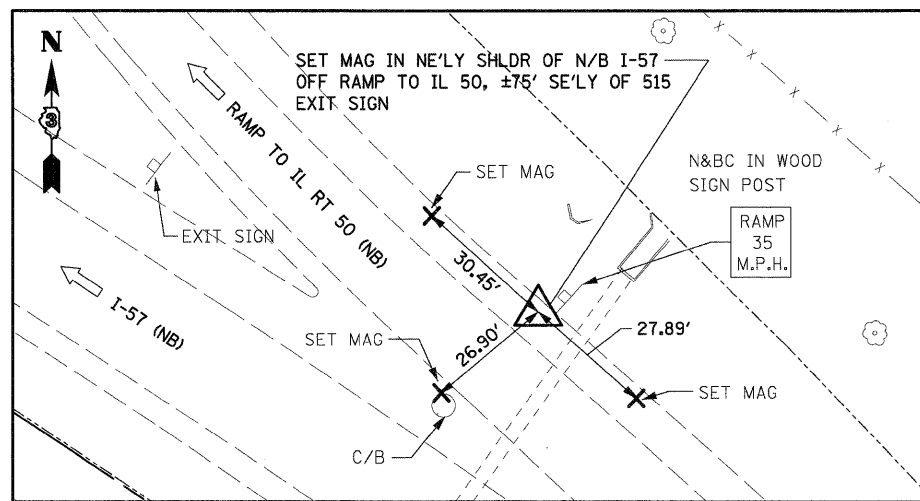 N
3
SET MAG IN NE'LY SHLDR OF N/B I-57
OFF RAMP TO IL 50, ±75' SE'LY OF 515
EXIT SIGN
RAMP TO IL RT 50 (NB)
SET MAG
N&BC IN WOOD
SIGN POST
RAMP
35
M.P.H.
EXIT SIGN
30.45'
I-57 (NB)
SET MAG
26.90'
27.89'
SET MAG
C/B